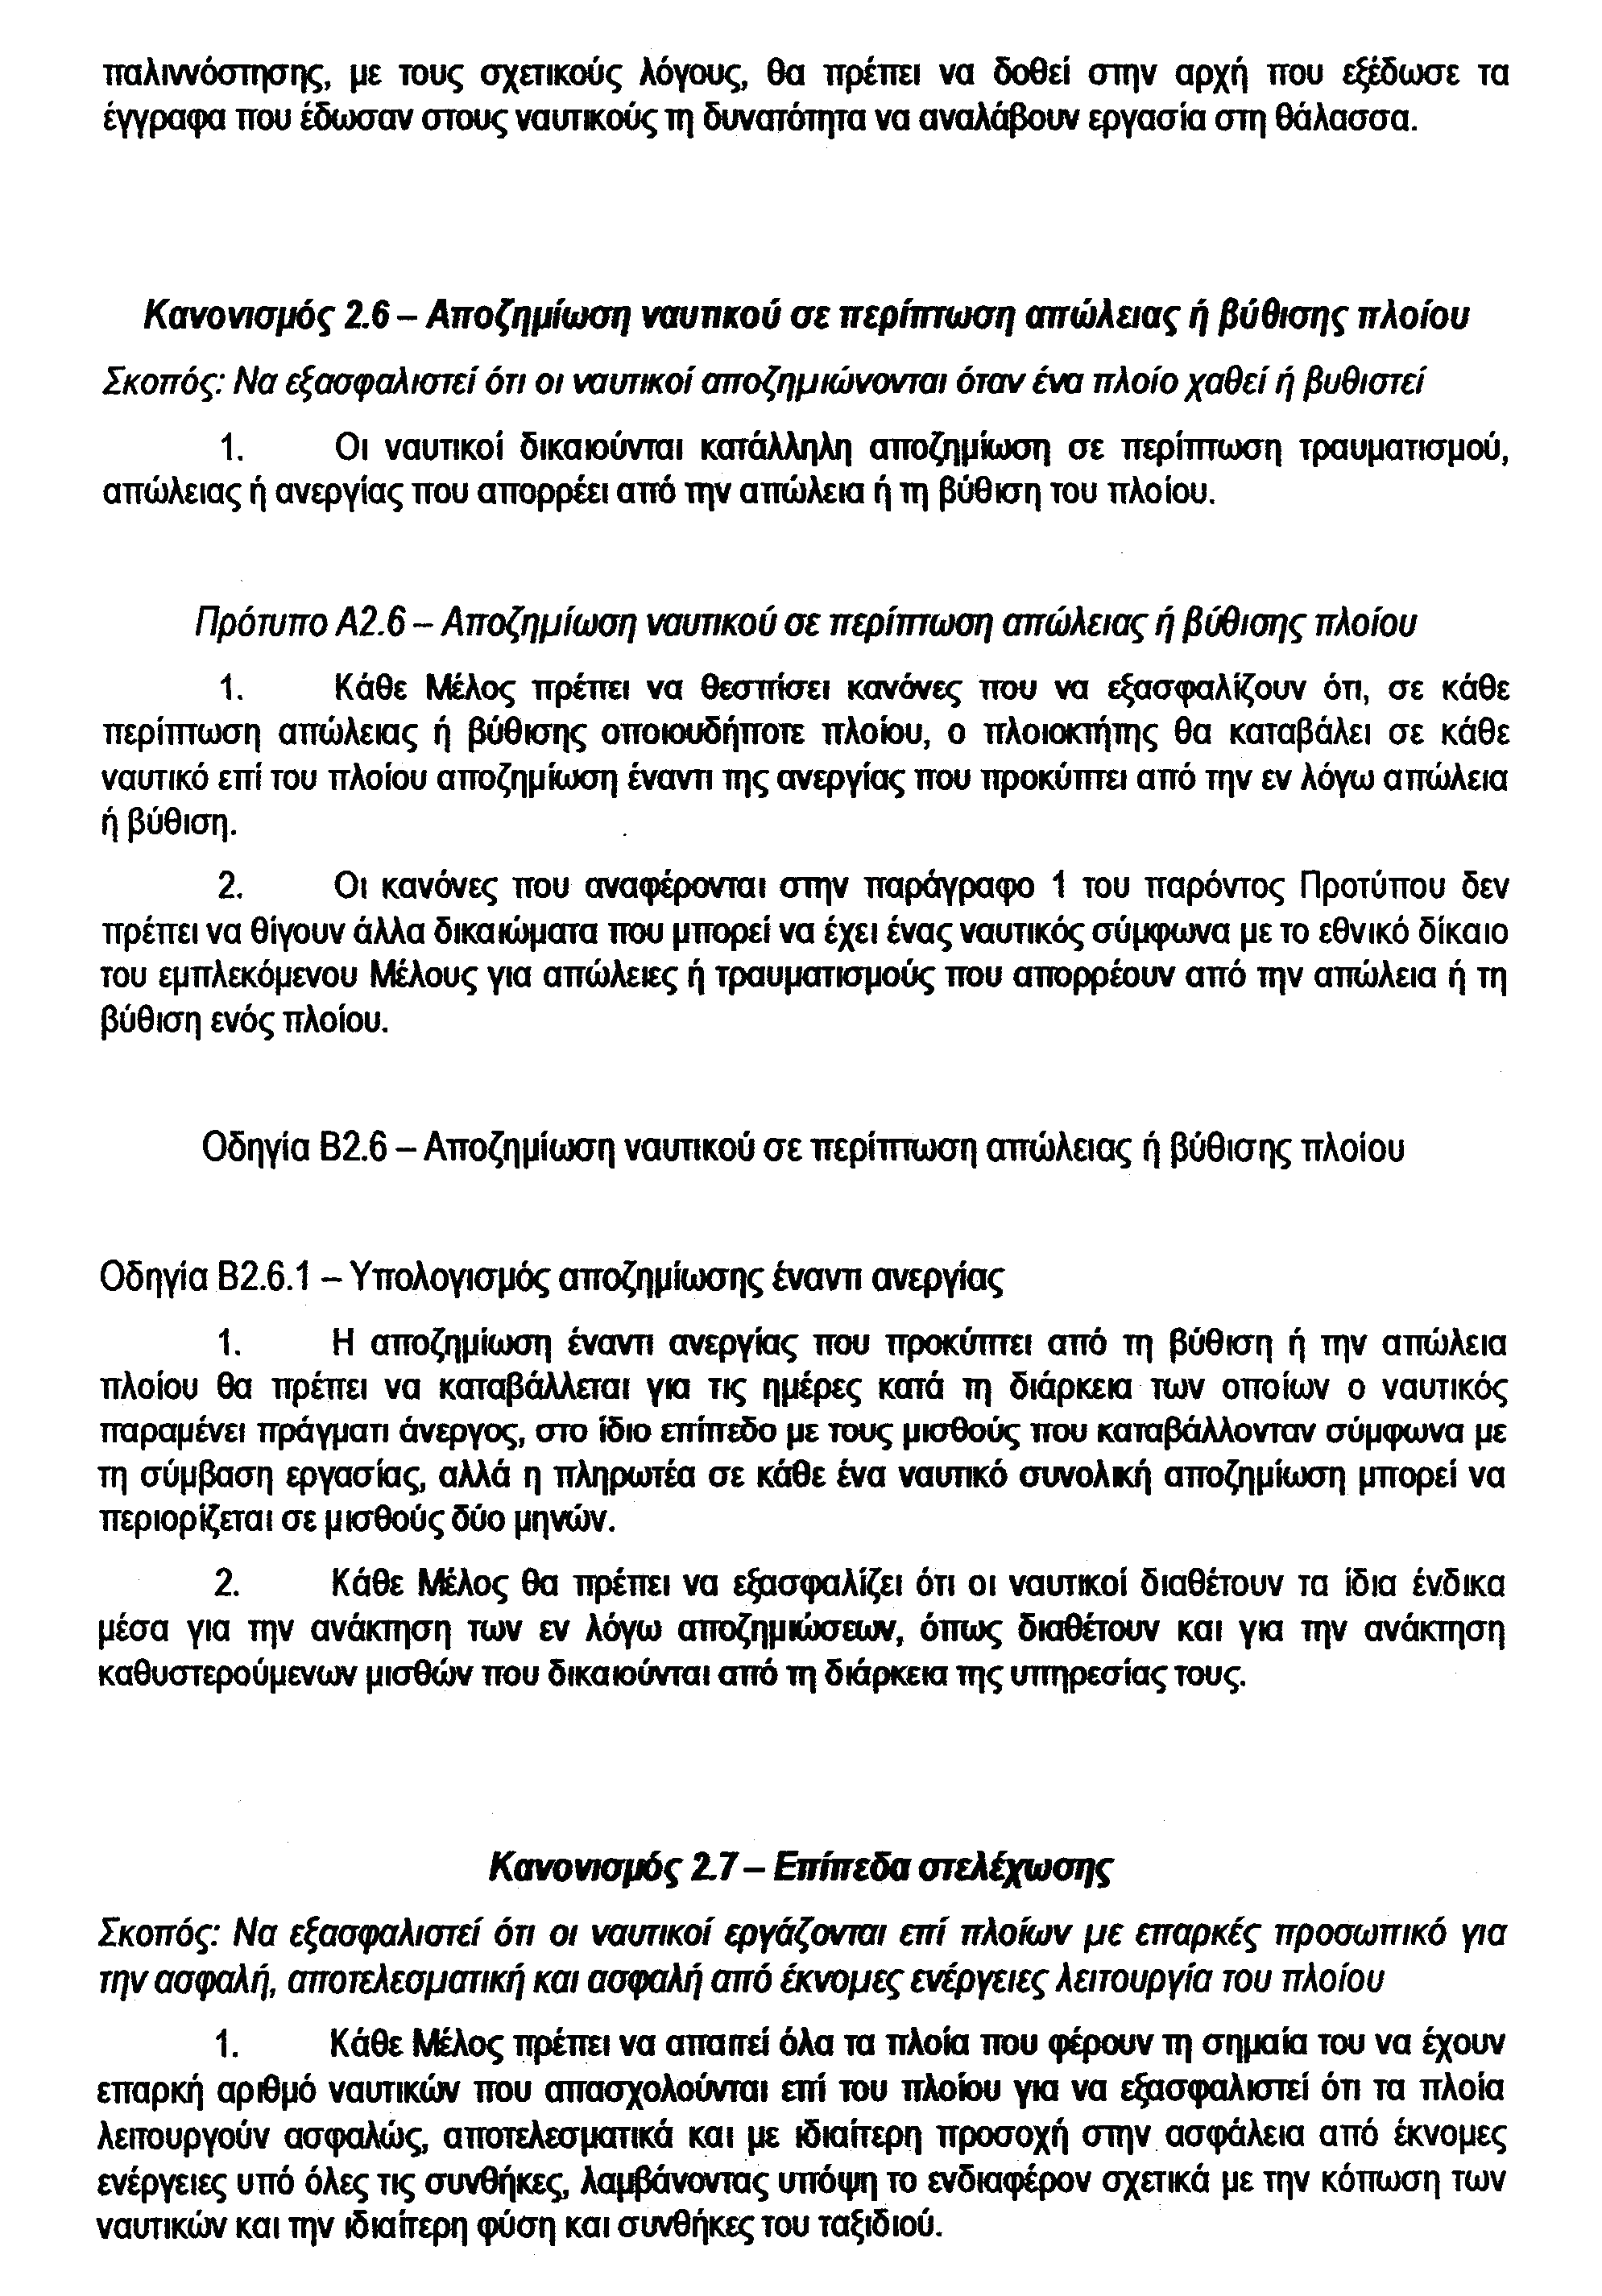 παλιννόστησης, με τους σχετικούς λόγους, θα πρέπει να δοθεί στην αρχή που εξέδωσε τα
έγγραφα που έδωσαν στους ναυτικούς τη δυνατότητα να αναλάβουν εργασία στη θάλασσα.
Κανονισμός 2.6 – Αποζημίωση ναυτικού σε περίπτωση απώλειας ή βύθισης πλοίου
Σκοπός: Να εξασφαλιστεί ότι οι ναυτικοί αποζημιώνονται όταν ένα πλοίο χαθεί ή βυθιστεί
1. Οι ναυτικοί δικαιούνται κατάλληλη αποζημίωση σε περίπτωση τραυματισμού,
απώλειας ή ανεργίας που απορρέει από την απώλεια ή τη βύθιση του πλοίου.
Πρότυπο Α2.6 – Αποζημίωση ναυτικού σε περίπτωση απώλειας ή βύθισης πλοίου
1. Κάθε Μέλος πρέπει να θεσπίσει κανόνες που να εξασφαλίζουν ότι, σε κάθε
περίπτωση απώλειας ή βύθισης οποιουδήποτε πλοίου, ο πλοιοκτήτης θα καταβάλει σε κάθε
ναυτικό επί του πλοίου αποζημίωση έναντι της ανεργίας που προκύπτει από την εν λόγω απώλεια
ή βύθιση.
2. Οι κανόνες που αναφέρονται στην παράγραφο 1 του παρόντος Προτύπου δεν
πρέπει να θίγουν άλλα δικαιώματα που μπορεί να έχει ένας ναυτικός σύμφωνα με το εθνικό δίκαιο
του εμπλεκόμενου Μέλους για απώλειες ή τραυματισμούς που απορρέουν από την απώλεια ή τη
βύθιση ενός πλοίου.
Οδηγία Β2.6 – Αποζημίωση ναυτικού σε περίπτωση απώλειας ή βύθισης πλοίου
Οδηγία Β2.6.1 – Υπολογισμός αποζημίωσης έναντι ανεργίας
1. Η αποζημίωση έναντι ανεργίας που προκύπτει από τη βύθιση ή την απώλεια
πλοίου θα πρέπει να καταβάλλεται για τις ημέρες κατά τη διάρκεια των οποίων ο ναυτικός
παραμένει πράγματι άνεργος, στο ίδιο επίπεδο με τους μισθούς που καταβάλλονταν σύμφωνα με
τη σύμβαση εργασίας, αλλά η πληρωτέα σε κάθε ένα ναυτικό συνολική αποζημίωση μπορεί να
περιορίζεται σε μισθούς δύο μηνών.
2. Κάθε Μέλος θα πρέπει να εξασφαλίζει ότι οι ναυτικοί διαθέτουν τα ίδια ένδικα
μέσα για την ανάκτηση των εν λόγω αποζημιώσεων, όπως διαθέτουν και για την ανάκτηση
καθυστερούμενων μισθών που δικαιούνται από τη διάρκεια της υπηρεσίας τους.
Κανονισμός 2.7 – Επίπεδα στελέχωσης
Σκοπός: Να εξασφαλιστεί ότι οι ναυτικοί εργάζονται επί πλοίων με επαρκές προσωπικό για
την ασφαλή, αποτελεσματική και ασφαλή από έκνομες ενέργειες λειτουργία του πλοίου
1. Κάθε Μέλος πρέπει να απαιτεί όλα τα πλοία που φέρουν τη σημαία του να έχουν
επαρκή αριθμό ναυτικών που απασχολούνται επί του πλοίου για να εξασφαλιστεί ότι τα πλοία
λειτουργούν ασφαλώς, αποτελεσματικά και με ιδιαίτερη προσοχή στην ασφάλεια από έκνομες
ενέργειες υπό όλες τις συνθήκες, λαμβάνοντας υπόψη το ενδιαφέρον σχετικά με την κόπωση των
ναυτικών και την ιδιαίτερη φύση και συνθήκες του ταξιδιού.